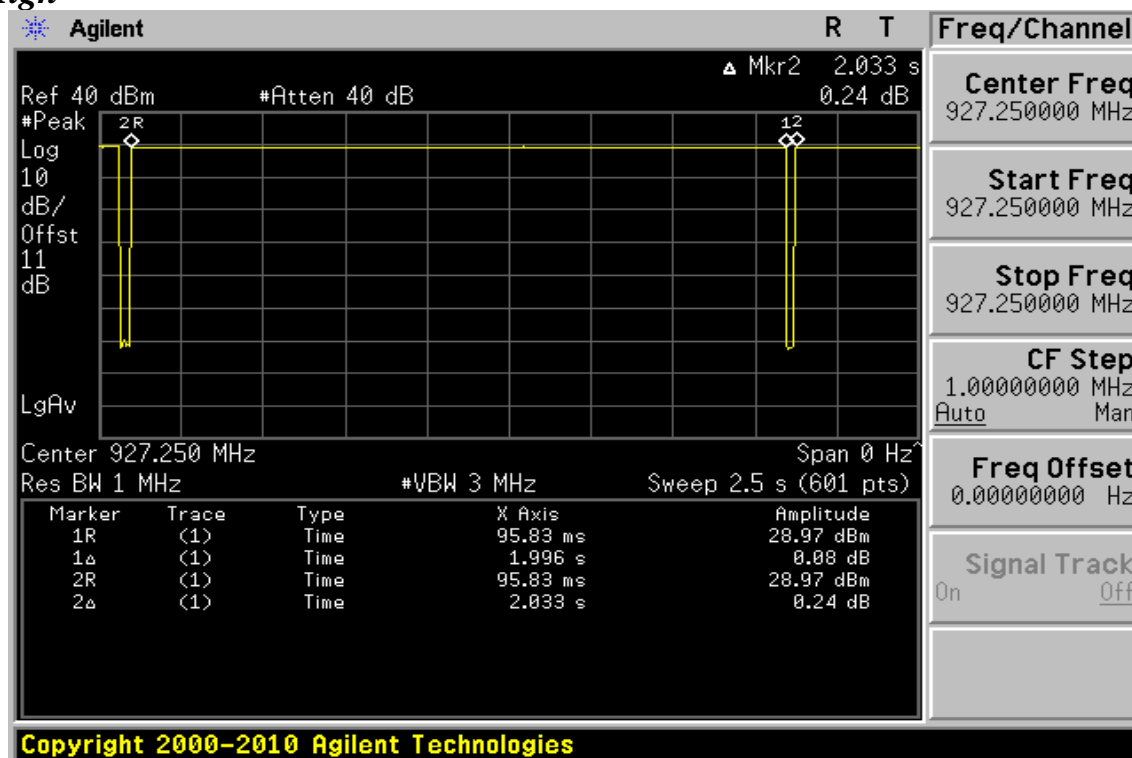 Agilent R T Freq/Channel
▵ Mkr2 2.033 s
Ref 40 dBm #Atten 40 dB 0.24 dB
#Peak
Log
10
dB/
Offst
11
dB
2R
12
LgAv
Center 927.250 MHz Span 0 Hz^
Res BW 1 MHz #VBW 3 MHz Sweep 2.5 s (601 pts)
Marker Trace Type X Axis Amplitude
1R (1) Time 95.83 ms 28.97 dBm
1▵ (1) Time 1.996 s 0.08 dB
2R (1) Time 95.83 ms 28.97 dBm
2▵ (1) Time 2.033 s 0.24 dB
Center Freq
927.250000 MHz
Start Freq
927.250000 MHz
Stop Freq
927.250000 MHz
CF Step
1.00000000 MHz
Auto Man
Freq Offset
0.00000000 Hz
Signal Track
On Off
Copyright 2000-2010 Agilent Technologies